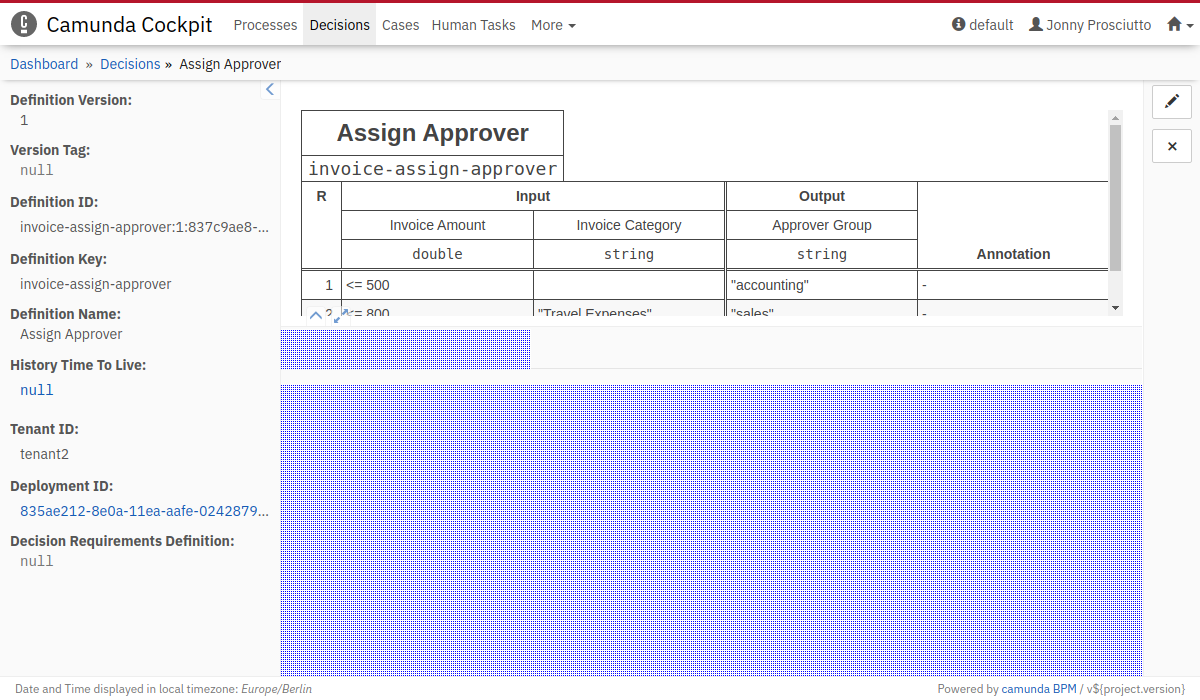 Camunda Cockpit Processes Decisions Cases Human Tasks More default Jonny Prosciutto
Dashboard » Decisions » Assign Approver
Definition Version:
1
Version Tag:
null
Definition ID:
invoice-assign-approver:1:837c9ae8-...
Definition Key:
invoice-assign-approver
Definition Name:
Assign Approver
History Time To Live:
null
Tenant ID:
tenant2
Deployment ID:
835ae212-8e0a-11ea-aafe-0242879...
Decision Requirements Definition:
null
Assign Approver
invoice-assign-approver
R Input Output
Invoice Amount Invoice Category Approver Group
double string string Annotation
1 <= 500 "accounting" -
2 <= 800 "Travel Expenses" "sales" -
Date and Time displayed in local timezone: Europe/Berlin
Powered by camunda BPM / v${project.version}